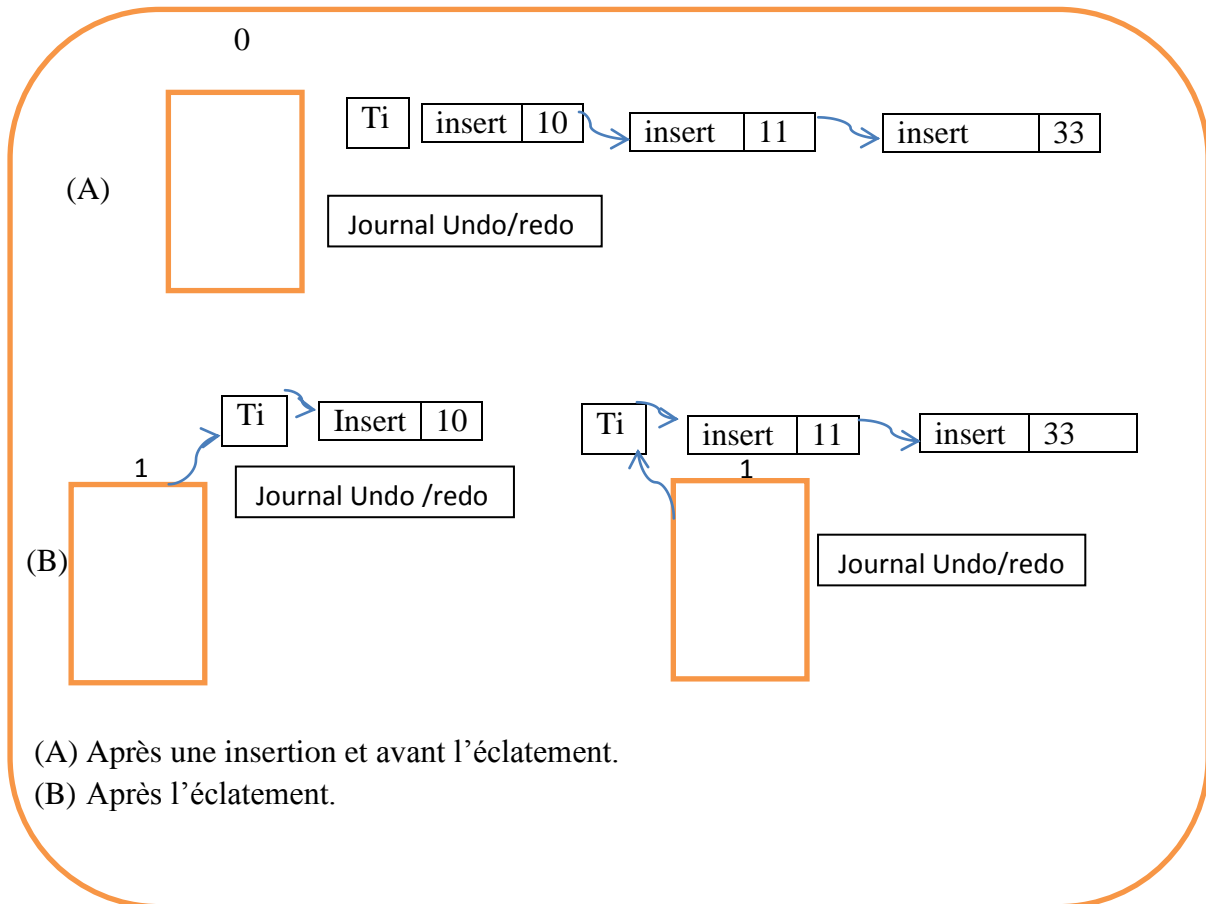 0
Ti insert 10 insert 11 insert 33
(A)
Journal Undo/redo
Ti Insert 10 Ti insert 11 insert 33
1 1
Journal Undo /redo
(B) Journal Undo/redo
(A) Après une insertion et avant l’éclatement.
(B) Après l’éclatement.